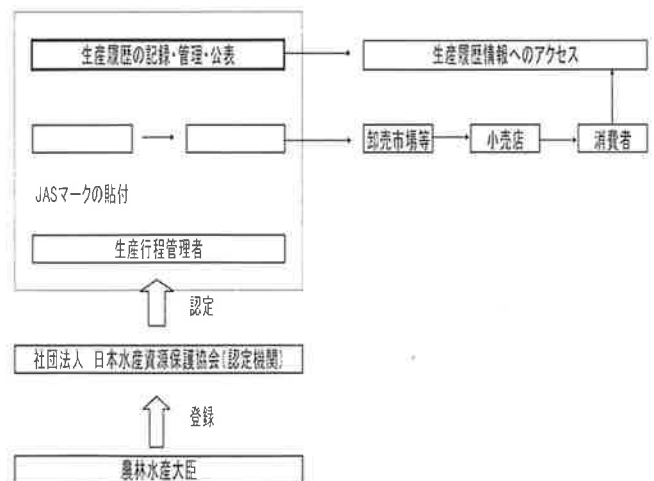 生産履歴の記録・管理・公表
生産履歴情報へのアクセス
卸売市場等
小売店
消費者
JASマークの貼付
生産行程管理者
認定
社団法人 日本水産資源保護協会(認定機関)
登録
農林水産大臣